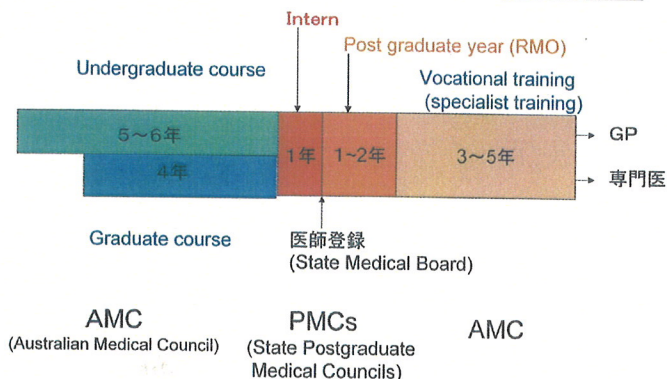 Intern
Post graduate year (RMO)
Undergraduate course
Vocational training
(specialist training)
5～6年
1年
1~2年
3～5年
GP
4年
専門医
Graduate course
医師登録
(State Medical Board)
AMC
(Australian Medical Council)
PMCs
(State Postgraduate
Medical Councils)
AMC